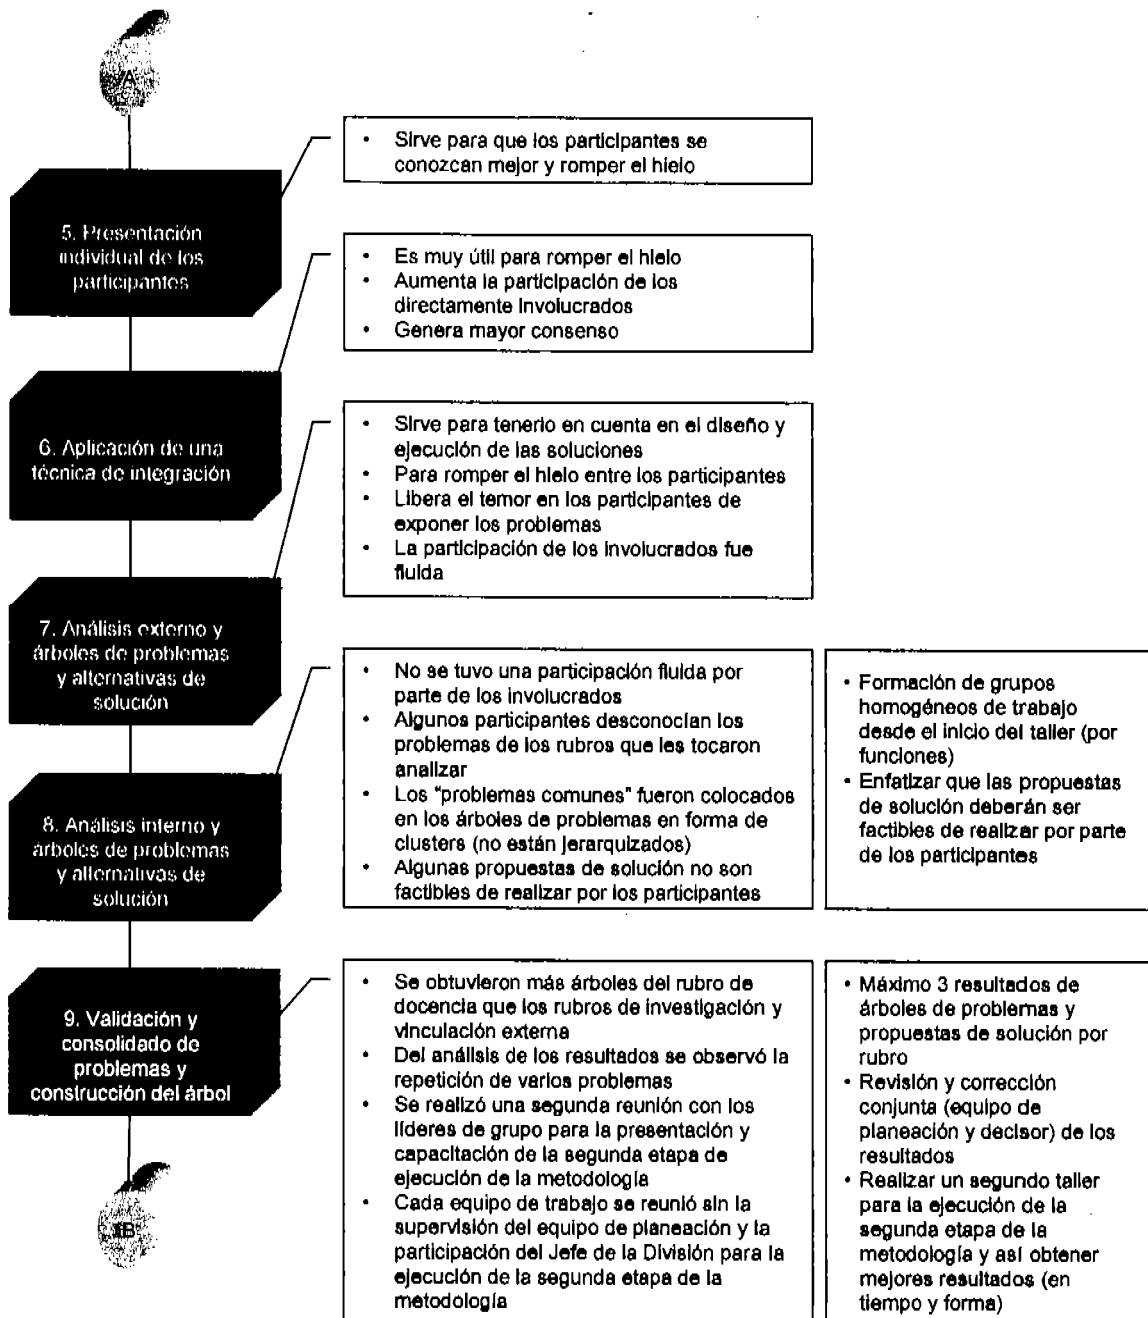 5. Presentación
individual de los
participantes
• Sirve para que los participantes se
conozcan mejor y romper el hielo
6. Aplicación de una
técnica de integración
• Es muy útil para romper el hielo
• Aumenta la participación de los
directamente involucrados
• Genera mayor consenso
7. Análisis externo y
árboles de problemas
y alternativas de
solución
• Sirve para tenerlo en cuenta en el diseño y
ejecución de las soluciones
• Para romper el hielo entre los participantes
• Libera el temor en los participantes de
exponer los problemas
• La participación de los involucrados fue
fluida
8. Análisis interno y
árboles de problemas
y alternativas de
solución
• No se tuvo una participación fluida por
parte de los involucrados
• Algunos participantes desconocían los
problemas de los rubros que les tocaron
analizar
• Los "problemas comunes" fueron colocados
en los árboles de problemas en forma de
clusters (no están jerarquizados)
• Algunas propuestas de solución no son
factibles de realizar por los participantes
• Formación de grupos
homogéneos de trabajo
desde el inicio del taller (por
funciones)
• Enfatizar que las propuestas
de solución deberán ser
factibles de realizar por parte
de los participantes
9. Validación y
consolidado de
problemas y
construcción del árbol
• Se obtuvieron más árboles del rubro de
docencia que los rubros de investigación y
vinculación externa
• Del análisis de los resultados se observó la
repetición de varios problemas
• Se realizó una segunda reunión con los
líderes de grupo para la presentación y
capacitación de la segunda etapa de
ejecución de la metodología
• Cada equipo de trabajo se reunió sin la
supervisión del equipo de planeación y la
participación del Jefe de la División para la
ejecución de la segunda etapa de la
metodología
• Máximo 3 resultados de
árboles de problemas y
propuestas de solución por
rubro
• Revisión y corrección
conjunta (equipo de
planeación y decisor) de los
resultados
• Realizar un segundo taller
para la ejecución de la
segunda etapa de la
metodología y así obtener
mejores resultados (en
tiempo y forma)